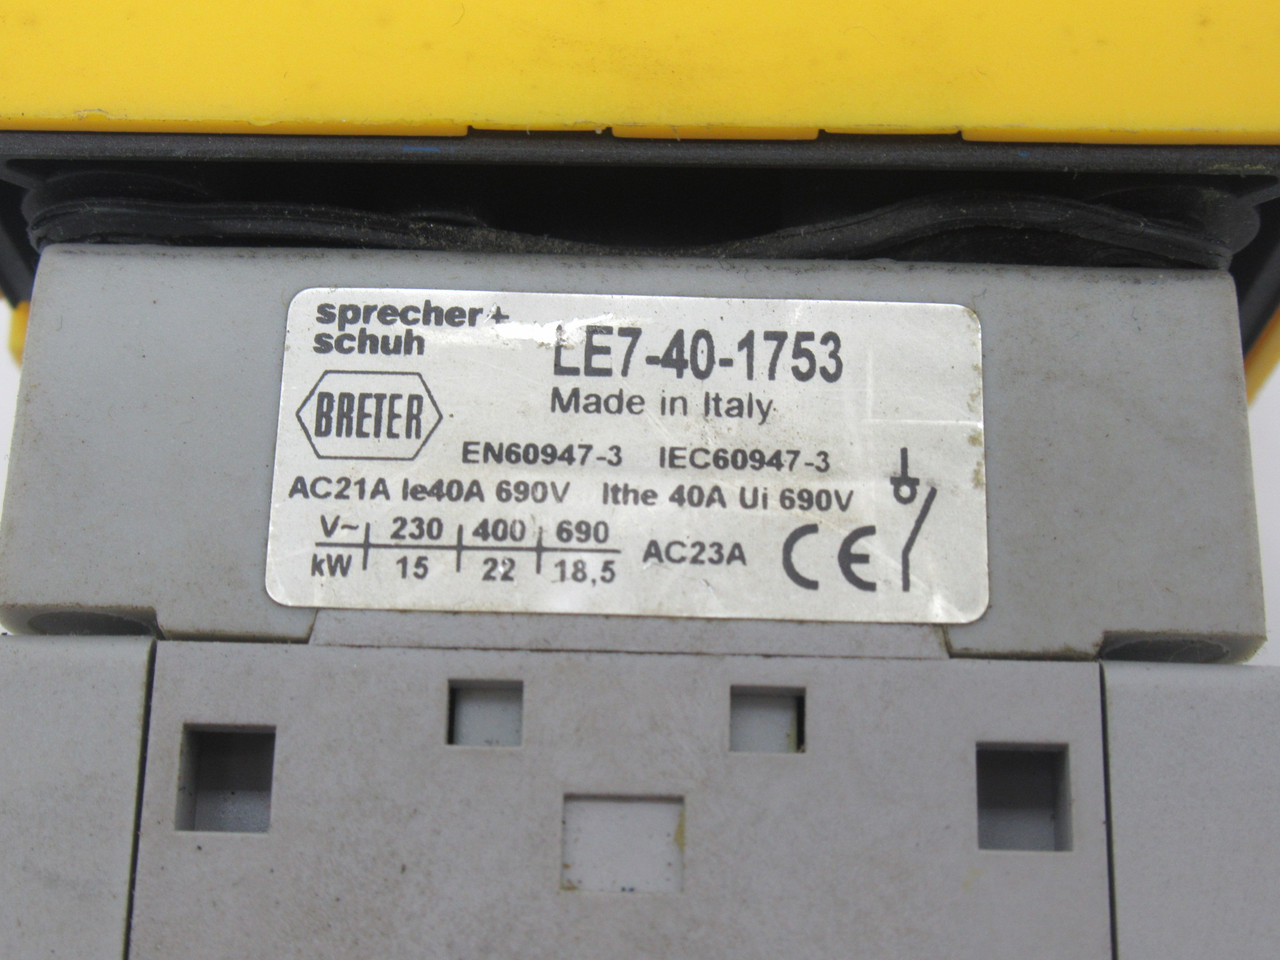 sprecher+
schuh
LE7-40-1753
Made in Italy
BRETER
EN60947-3 IEC60947-3
AC21A Ie40A 690V Ithe 40A Ui 690V
V~ 230 400 690
kW 15 22 18,5
AC23A
CE